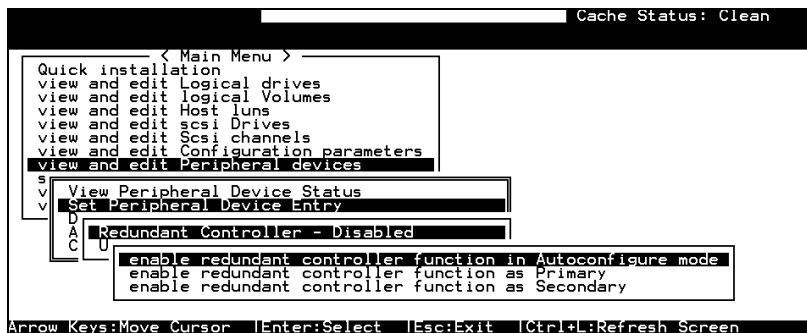 Cache Status: Clean
< Main Menu >
Quick installation
view and edit Logical drives
view and edit logical Volumes
view and edit Host luns
view and edit scsi Drives
view and edit Scsi channels
view and edit Configuration parameters
view and edit Peripheral devices
s
v View Peripheral Device Status
v Set Peripheral Device Entry
D
A Redundant Controller - Disabled
C U
enable redundant controller function in Autoconfigure mode
enable redundant controller function as Primary
enable redundant controller function as Secondary
Arrow Keys:Move Cursor |Enter:Select |Esc:Exit |Ctrl+L:Refresh Screen